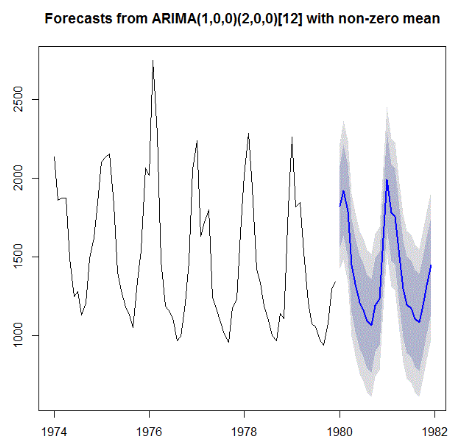 Forecasts from ARIMA(1,0,0)(2,0,0)[12] with non-zero mean
2500
2000
1500
1000
1974 1976 1978 1980 1982